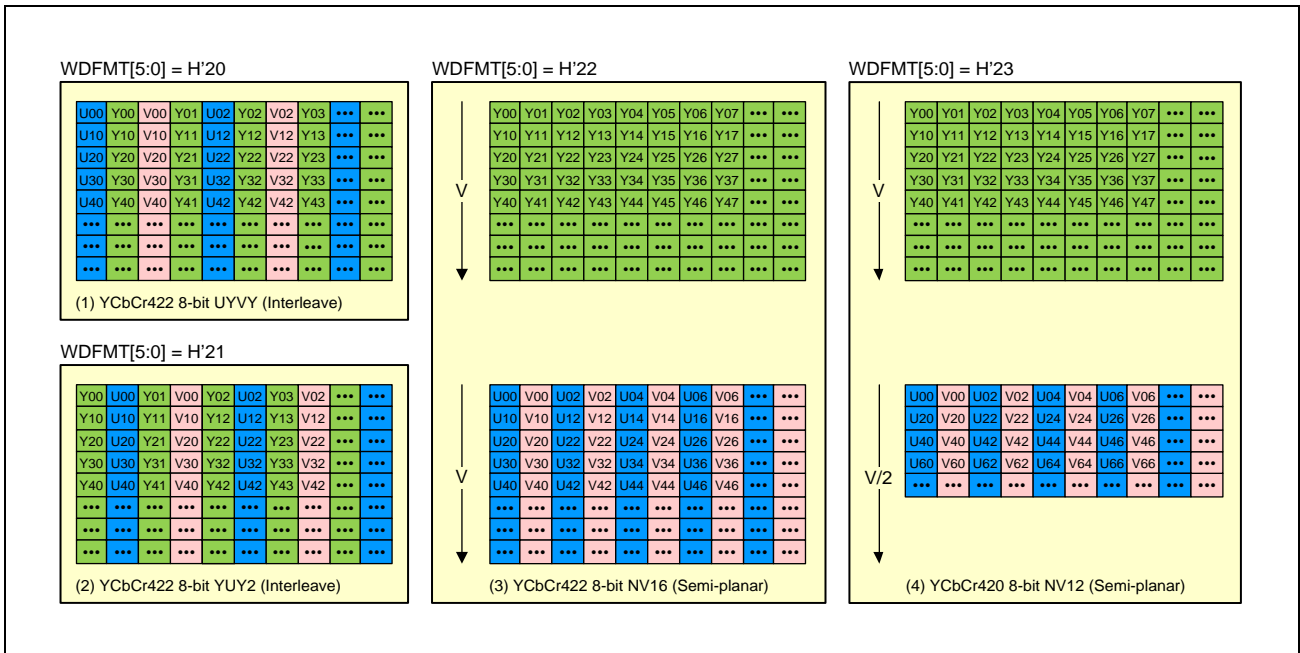 WDFMT[5:0] = H'20
U00 Y00 V00 Y01 U02 Y02 V02 Y03 ••• •••
U10 Y10 V10 Y11 U12 Y12 V12 Y13 ••• •••
U20 Y20 V20 Y21 U22 Y22 V22 Y23 ••• •••
U30 Y30 V30 Y31 U32 Y32 V32 Y33 ••• •••
U40 Y40 V40 Y41 U42 Y42 V42 Y43 ••• •••
••• ••• ••• ••• ••• ••• ••• ••• ••• •••
••• ••• ••• ••• ••• ••• ••• ••• ••• •••
••• ••• ••• ••• ••• ••• ••• ••• ••• •••
(1) YCbCr422 8-bit UYVY (Interleave)
WDFMT[5:0] = H'21
Y00 U00 Y01 V00 Y02 U02 Y03 V02 ••• •••
Y10 U10 Y11 V10 Y12 U12 Y13 V12 ••• •••
Y20 U20 Y21 V20 Y22 U22 Y23 V22 ••• •••
Y30 U30 Y31 V30 Y32 U32 Y33 V32 ••• •••
Y40 U40 Y41 V40 Y42 U42 Y43 V42 ••• •••
••• ••• ••• ••• ••• ••• ••• ••• ••• •••
••• ••• ••• ••• ••• ••• ••• ••• ••• •••
••• ••• ••• ••• ••• ••• ••• ••• ••• •••
(2) YCbCr422 8-bit YUY2 (Interleave)
WDFMT[5:0] = H'22
V
Y00 Y01 Y02 Y03 Y04 Y05 Y06 Y07 ••• •••
Y10 Y11 Y12 Y13 Y14 Y15 Y16 Y17 ••• •••
Y20 Y21 Y22 Y23 Y24 Y25 Y26 Y27 ••• •••
Y30 Y31 Y32 Y33 Y34 Y35 Y36 Y37 ••• •••
Y40 Y41 Y42 Y43 Y44 Y45 Y46 Y47 ••• •••
••• ••• ••• ••• ••• ••• ••• ••• ••• •••
••• ••• ••• ••• ••• ••• ••• ••• ••• •••
••• ••• ••• ••• ••• ••• ••• ••• ••• •••
V
U00 V00 U02 V02 U04 V04 U06 V06 ••• •••
U10 V10 U12 V12 U14 V14 U16 V16 ••• •••
U20 V20 U22 V22 U24 V24 U26 V26 ••• •••
U30 V30 U32 V32 U34 V34 U36 V36 ••• •••
U40 V40 U42 V42 U44 V44 U46 V46 ••• •••
••• ••• ••• ••• ••• ••• ••• ••• ••• •••
••• ••• ••• ••• ••• ••• ••• ••• ••• •••
••• ••• ••• ••• ••• ••• ••• ••• ••• •••
(3) YCbCr422 8-bit NV16 (Semi-planar)
WDFMT[5:0] = H'23
V
Y00 Y01 Y02 Y03 Y04 Y05 Y06 Y07 ••• •••
Y10 Y11 Y12 Y13 Y14 Y15 Y16 Y17 ••• •••
Y20 Y21 Y22 Y23 Y24 Y25 Y26 Y27 ••• •••
Y30 Y31 Y32 Y33 Y34 Y35 Y36 Y37 ••• •••
Y40 Y41 Y42 Y43 Y44 Y45 Y46 Y47 ••• •••
••• ••• ••• ••• ••• ••• ••• ••• ••• •••
••• ••• ••• ••• ••• ••• ••• ••• ••• •••
••• ••• ••• ••• ••• ••• ••• ••• ••• •••
V/2
U00 V00 U02 V02 U04 V04 U06 V06 ••• •••
U20 V20 U22 V22 U24 V24 U26 V26 ••• •••
U40 V40 U42 V42 U44 V44 U46 V46 ••• •••
U60 V60 U62 V62 U64 V64 U66 V66 ••• •••
••• ••• ••• ••• ••• ••• ••• ••• ••• •••
(4) YCbCr420 8-bit NV12 (Semi-planar)